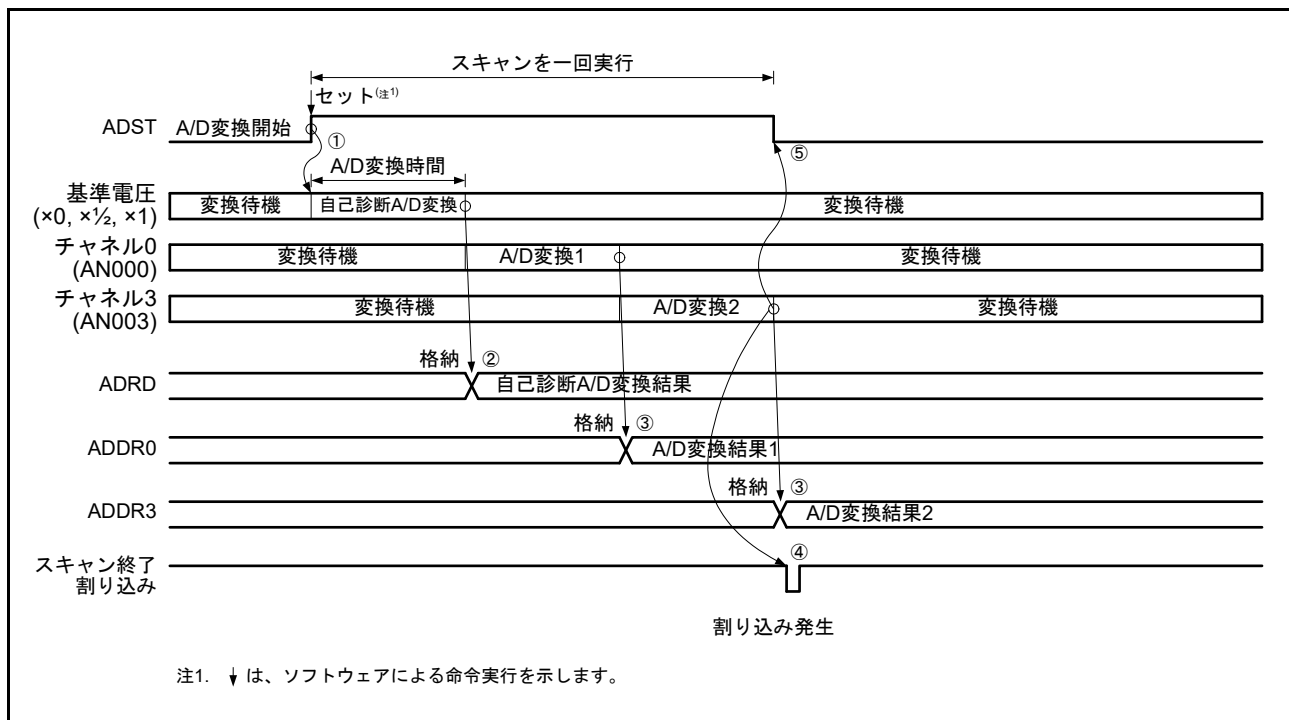 スキャンを一回実行
セット(注1)
ADST A/D変換開始 ① ⑤
A/D変換時間
基準電圧
(×0, ×½, ×1)
変換待機 自己診断A/D変換 変換待機
チャネル0
(AN000)
変換待機 A/D変換1 変換待機
チャネル3
(AN003)
変換待機 A/D変換2 変換待機
格納 ②
ADRD 自己診断A/D変換結果
格納 ③
ADDR0 A/D変換結果1
格納 ③
ADDR3 A/D変換結果2
スキャン終了
割り込み
④
割り込み発生
注1. ↓ は、ソフトウェアによる命令実行を示します。